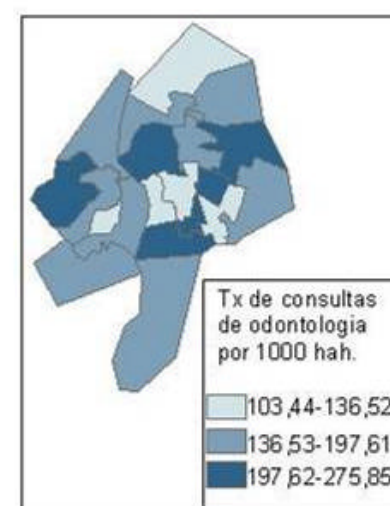 Tx de consultas
de odontologia
por 1000 hah.
103,44-136,52
136,53-197,61
197,62-275,85